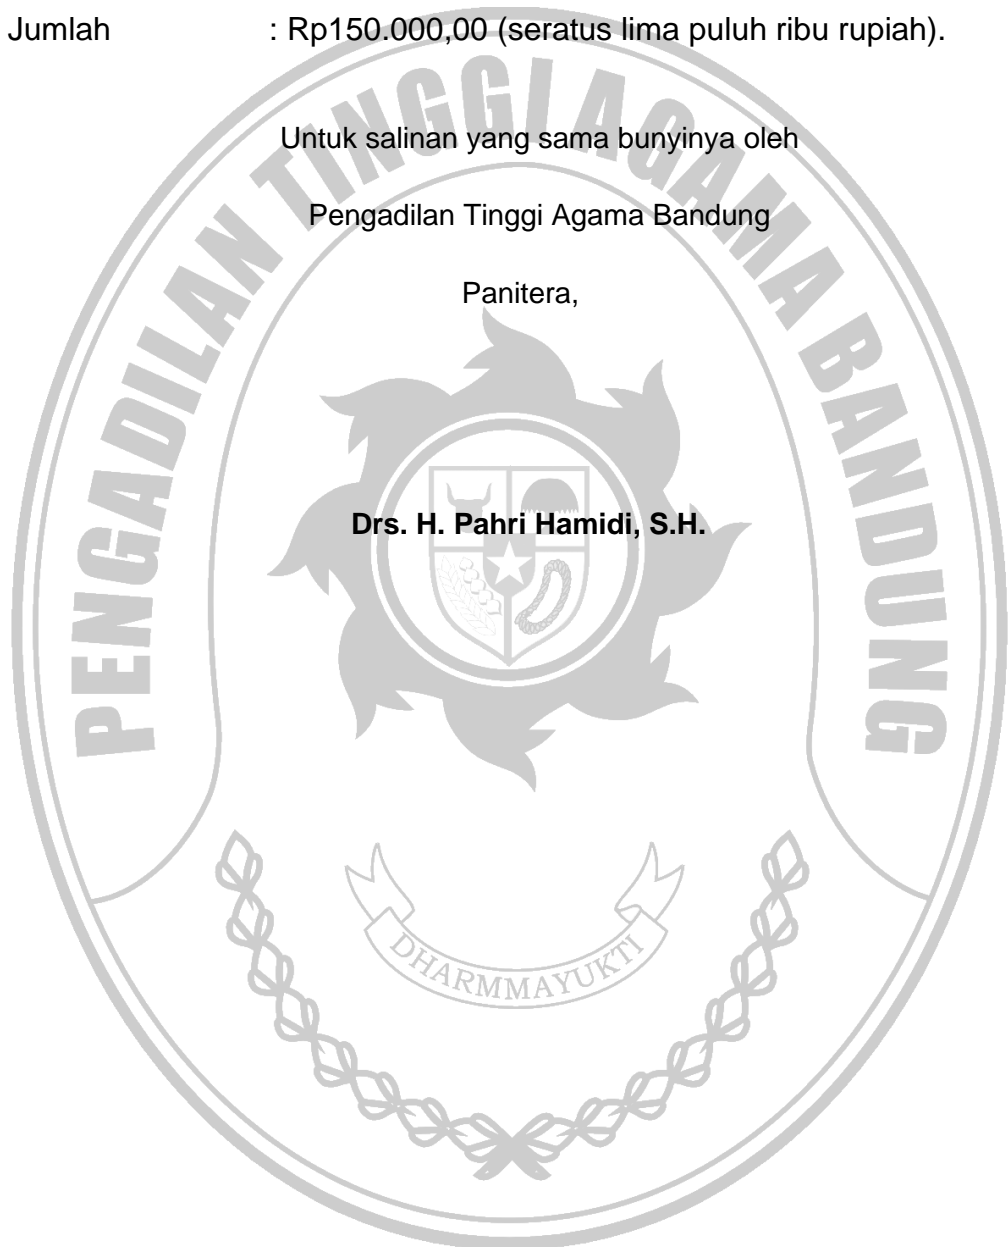 Jumlah : Rp150.000,00 (seratus lima puluh ribu rupiah).
Untuk salinan yang sama bunyinya oleh
Pengadilan Tinggi Agama Bandung
Panitera,
Drs. H. Pahri Hamidi, S.H.
PENGADILAN TINGGI AGAMA BANDUNG
DHARMMAYUKTI